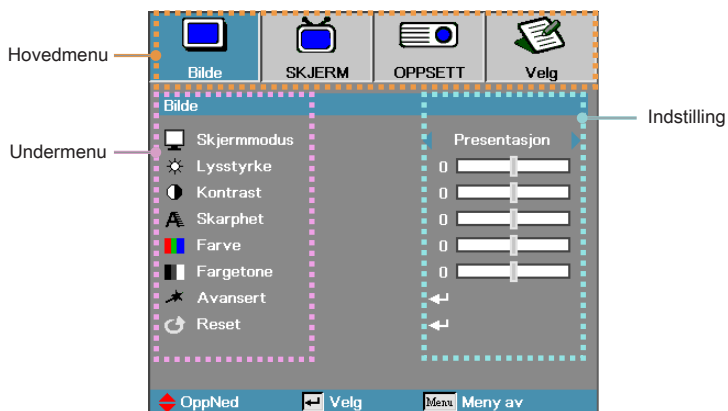 Hovedmenu
Bilde SKJERM OPPSETT Velg
Bilde
Indstilling
Skjermmodus Presentasjon
Undermenu
Lysstyrke 0
Kontrast 0
Skarphet 0
Farve 0
Fargetone 0
Avansert
Reset
OppNed Velg Menu Meny av